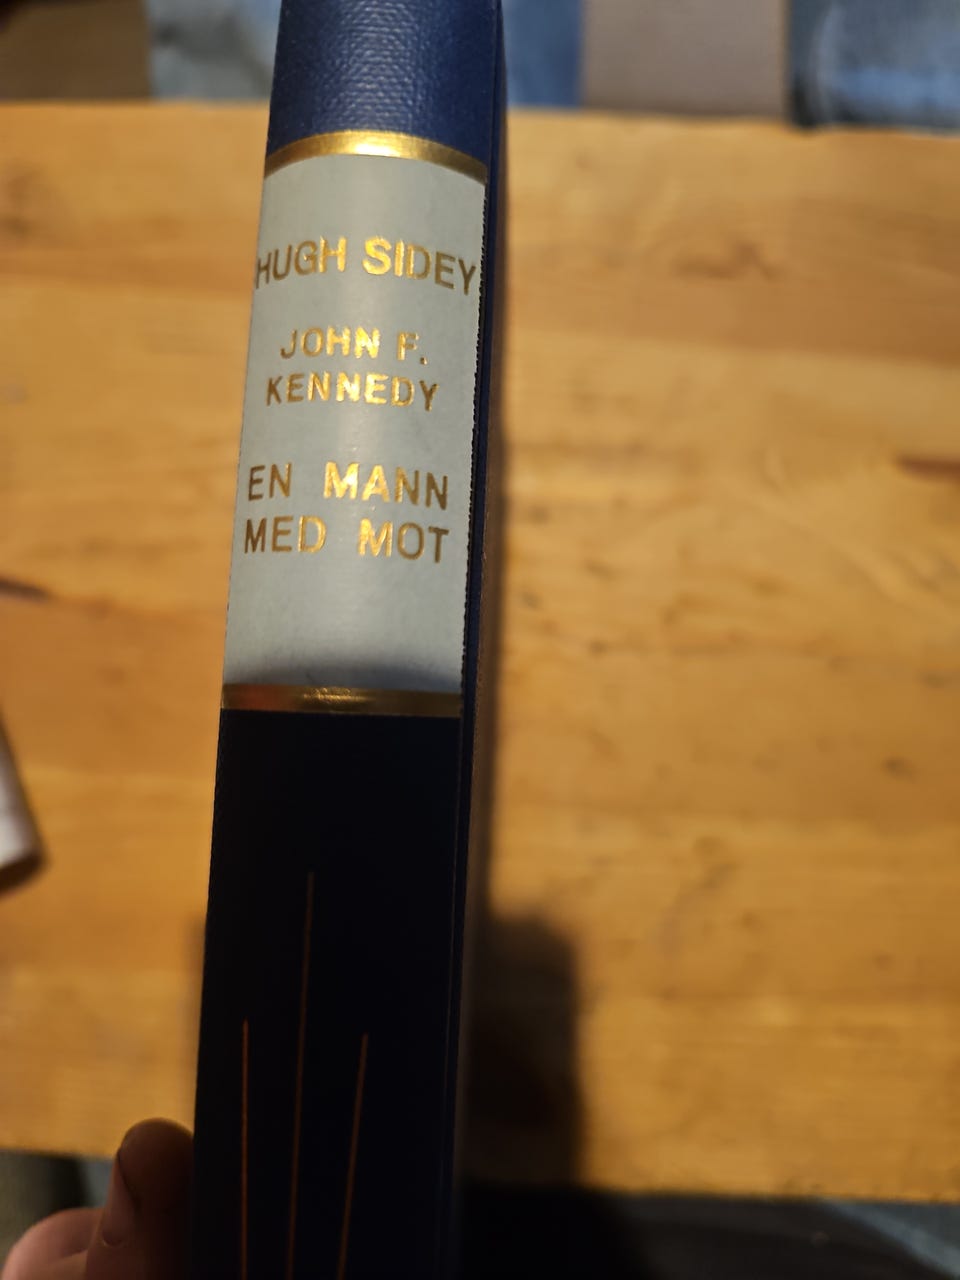 HUGH SIDEY
JOHN F.
KENNEDY
EN MANN
MED MOT